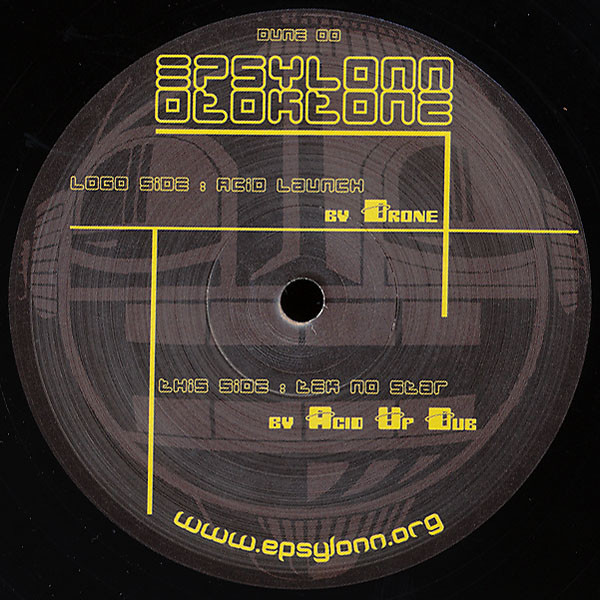 DUNE 00
EPSYLONN
OTOKTONE
LOGO SIDE : ACID LAUNCH
BY DRONE
THIS SIDE : TEK NO STAR
BY ACID UP DUB
www.epsylonn.org